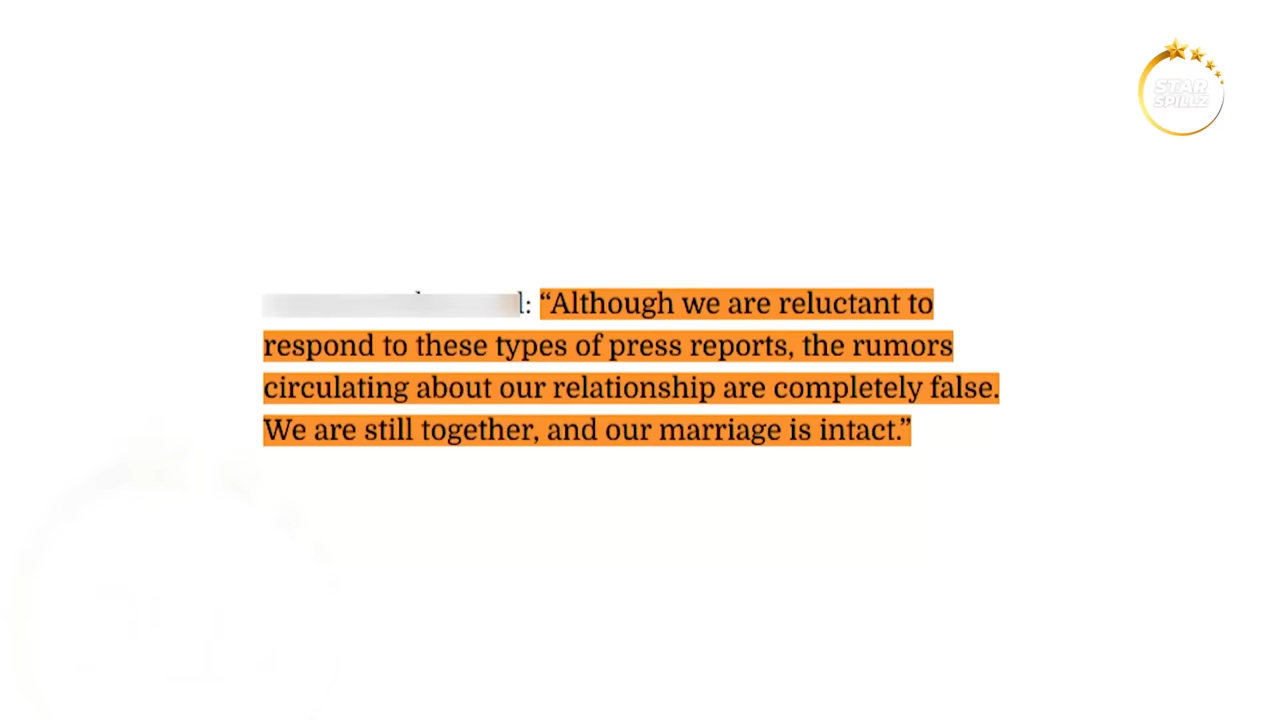 STAR
SPILLZ
l: “Although we are reluctant to
respond to these types of press reports, the rumors
circulating about our relationship are completely false.
We are still together, and our marriage is intact.”